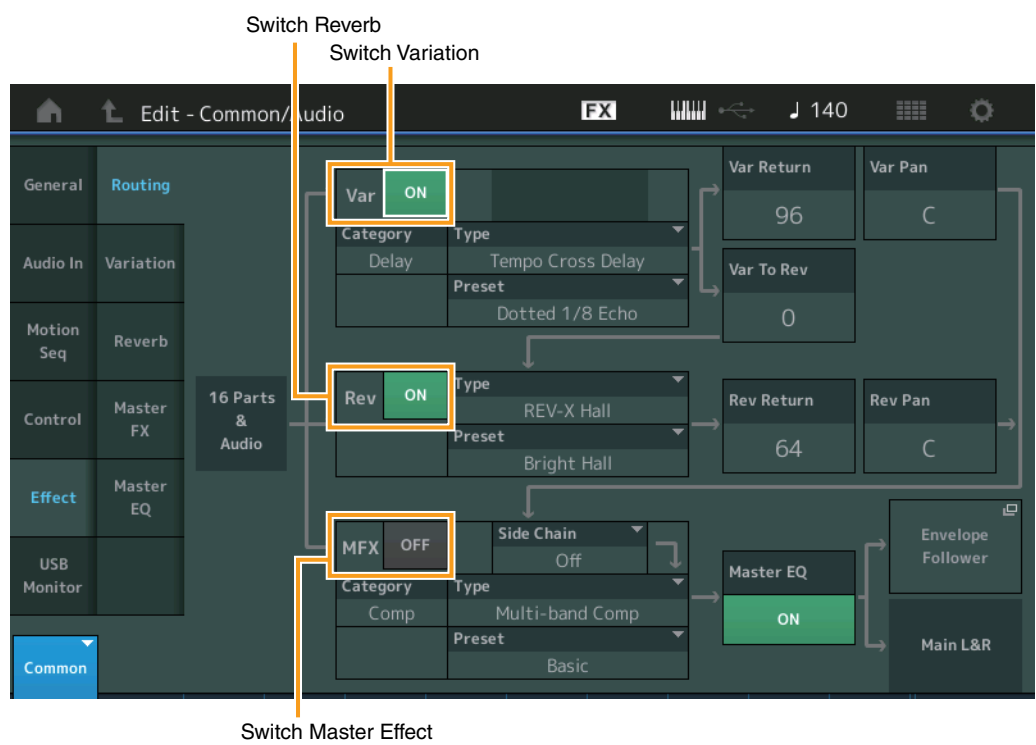 Switch Reverb
Switch Variation
Edit - Common/Audio
FX
♩ 140
General
Routing
Var
ON
Var Return
96
Var Pan
C
Category
Delay
Type
Tempo Cross Delay
Preset
Dotted 1/8 Echo
Var To Rev
0
Audio In
Variation
Motion
Seq
Reverb
Control
Master
FX
16 Parts
&
Audio
Rev
ON
Type
REV-X Hall
Preset
Bright Hall
Rev Return
64
Rev Pan
C
Effect
Master
EQ
MFX
OFF
Side Chain
Off
Category
Comp
Type
Multi-band Comp
Preset
Basic
Master EQ
ON
Envelope
Follower
Main L&R
USB
Monitor
Common
Switch Master Effect